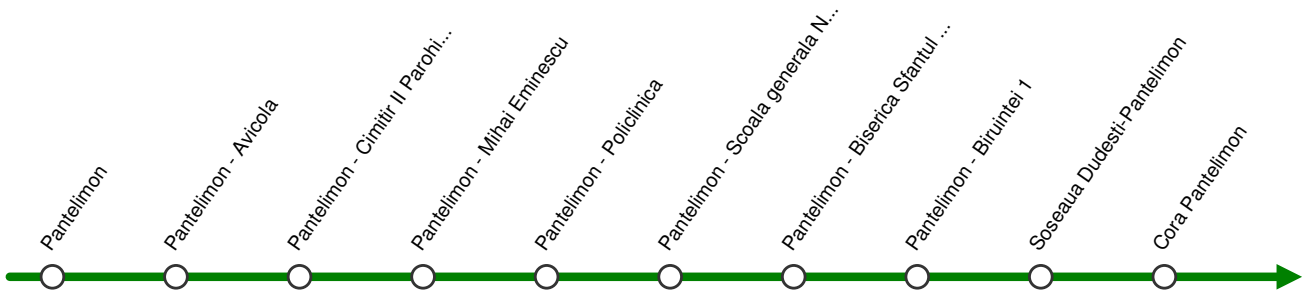 Pantelimon
Pantelimon - Avicola
Pantelimon - Cimitir II Parohi...
Pantelimon - Mihai Eminescu
Pantelimon - Policlinica
Pantelimon - Scoala generala N...
Pantelimon - Biserica Sfantul ...
Pantelimon - Biruintei 1
Soseaua Dudesti-Pantelimon
Cora Pantelimon